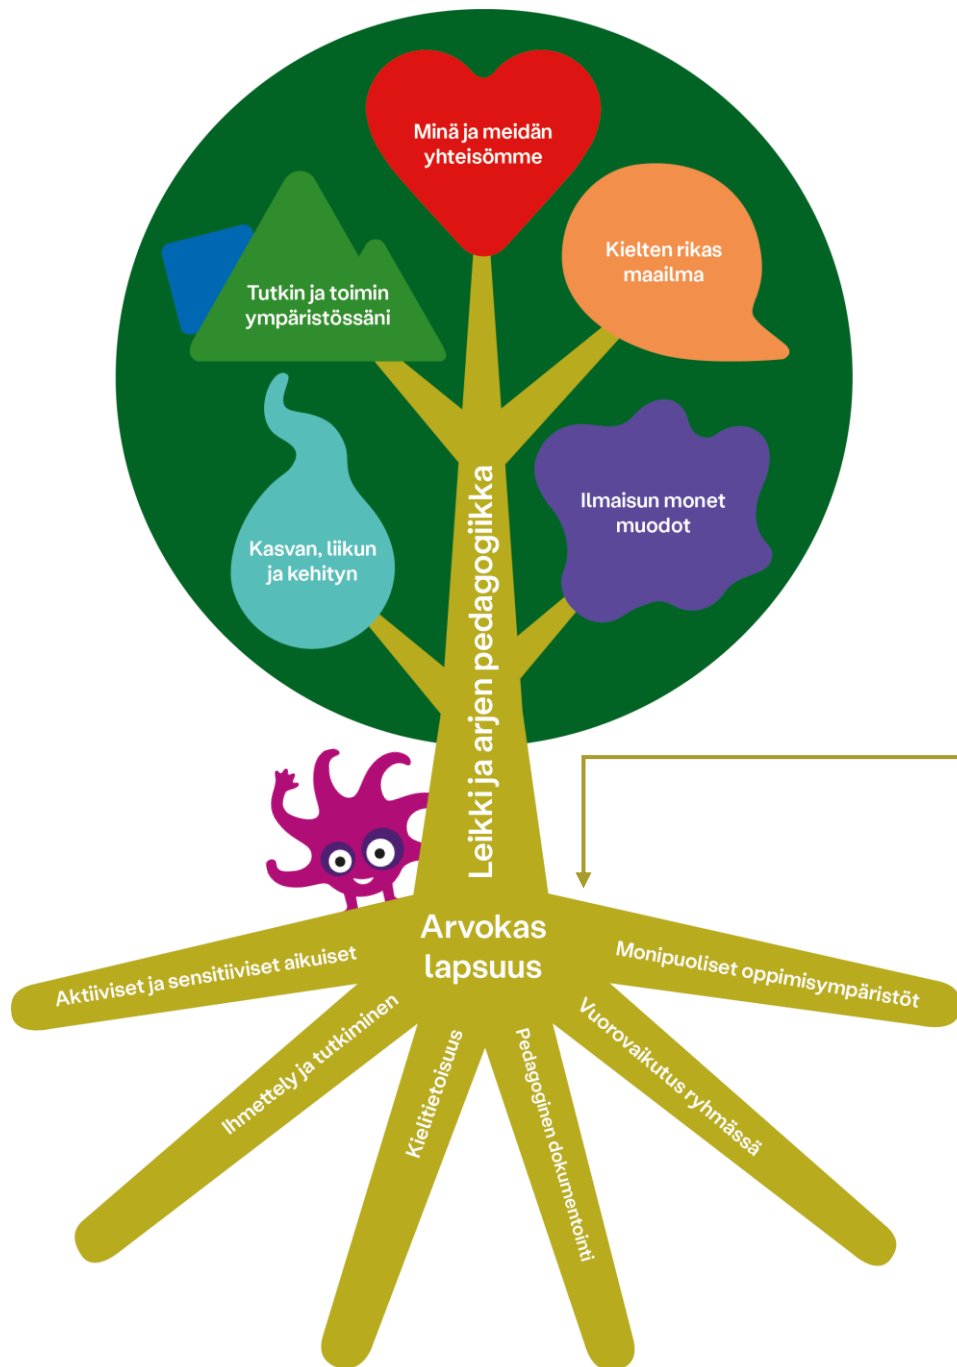 Minä ja meidän
yhteisömme
Kielten rikas
maailma
Tutkin ja toimin
ympäristössäni
Ilmaisun monet
muodot
Kasvan, liikun
ja kehityn
Leikki ja arjen pedagogiikka
Arvokas
lapsuus
Aktiiviset ja sensitiiviset aikuiset
Ihmettely ja tutkiminen
Kielitietoisuus
Pedagoginen dokumentointi
Vuorovaikutus ryhmässä
Monipuoliset oppimisympäristöt